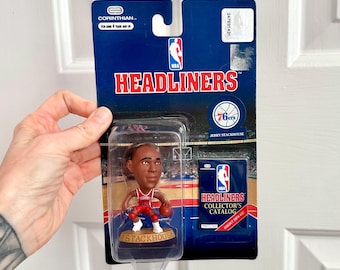 CORINTHIAN
NBA
HEADLINERS
76ERS
JERRY STACKHOUSE
NBA
HEADLINERS
COLLECTOR'S
CATALOG
STACKHOUSE